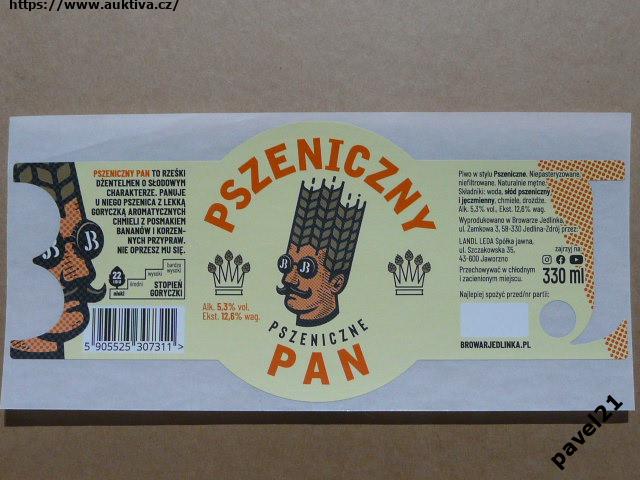 https://www.auktiva.cz/
PSZENICZNY PAN TO RZEŚKI
DŻENTELMEN O SŁODOWYM
CHARAKTERZE. PANUJE
U NIEGO PSZENICA Z LEKKĄ
GORYCZKĄ AROMATYCZNYCH
CHMIELI Z POSMAKIEM
BANANÓW I KORZEN-
NYCH PRZYPRAW.
NIE OPRZESZ MU SIĘ.
22
IBU
niski
średni
wysoki
bardzo
wysoki
STOPIEŃ
GORYCZKI
5 905525 307311 >
PSZENICZNY
JB
JB
Alk. 5,3% vol.
Ekst. 12,6% wag.
PSZENICZNE
PAN
Piwo w stylu Pszeniczne. Niepasteryzowane,
niefiltrowane. Naturalnie mętne.
Składniki: woda, słód pszeniczny
i jęczmienny, chmiele, drożdże.
Alk. 5,3% vol., Ekst. 12,6% wag.
Wyprodukowano w Browarze Jedlinka,
ul. Zamkowa 3, 58-330 Jedlina-Zdrój przez:
LANDL LEDA Spółka jawna,
ul. Szczakowska 35,
43-600 Jaworzno
Przechowywać w chłodnym
i zacienionym miejscu.
zajrzyj na:
330 ml
Najlepiej spożyć przed/nr partii:
BROWARJEDLINKA.PL
pavel21